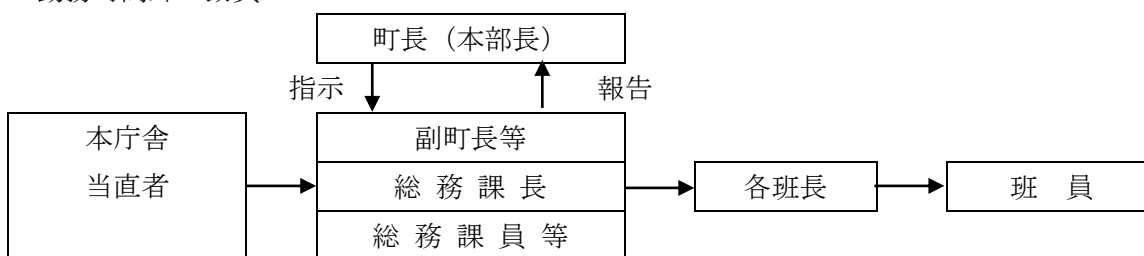 町長（本部長）
指示
報告
本庁舎
当直者
副町長等
総務課長
総務課員等
各班長
班　員